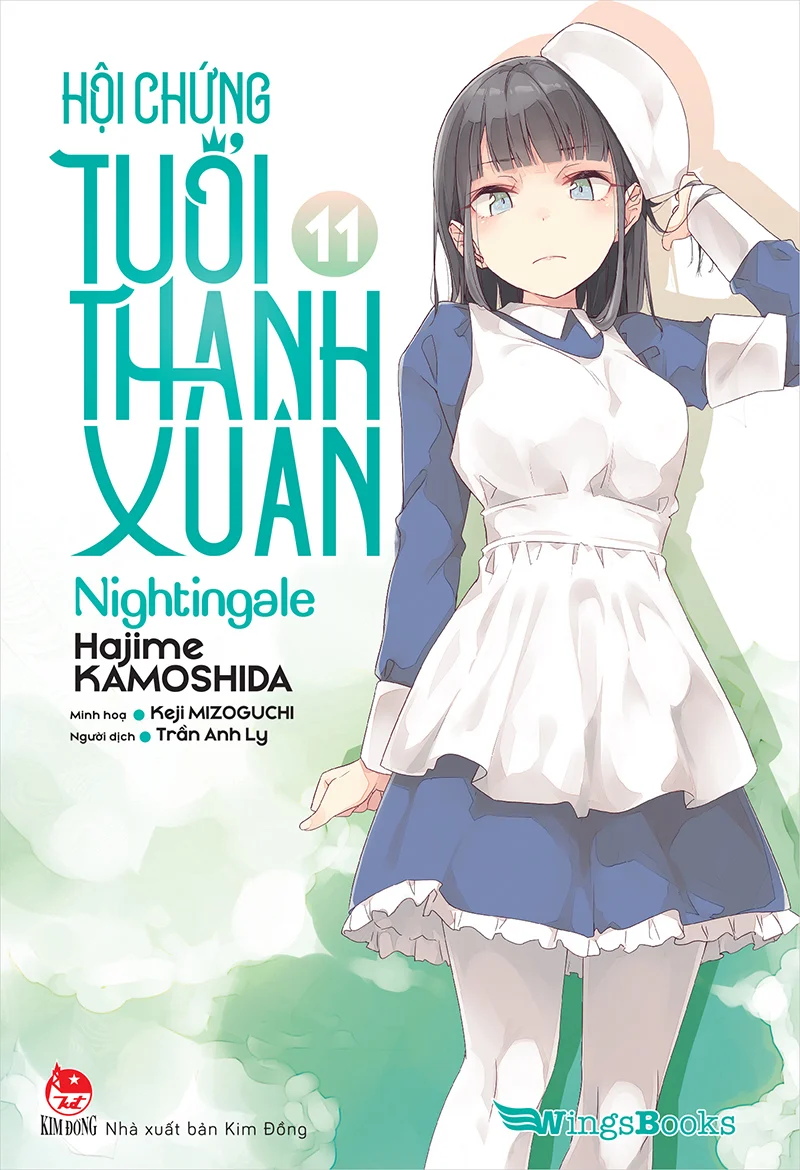 HỘI CHỨNG
TUỔI
11
THANH
XUÂN
Nightingale
Hajime
KAMOSHIDA
Minh hoạ ● Keji MIZOGUCHI
Người dịch ● Trần Anh Ly
kđ
KIM ĐỒNG Nhà xuất bản Kim Đồng
WingsBooks